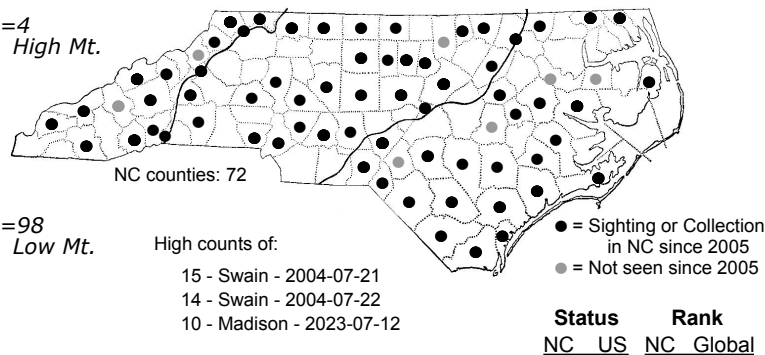 =4
High Mt.
NC counties: 72
=98
Low Mt.
High counts of:
15 - Swain - 2004-07-21
14 - Swain - 2004-07-22
10 - Madison - 2023-07-12
= Sighting or Collection
in NC since 2005
= Not seen since 2005
Status Rank
NC US NC Global